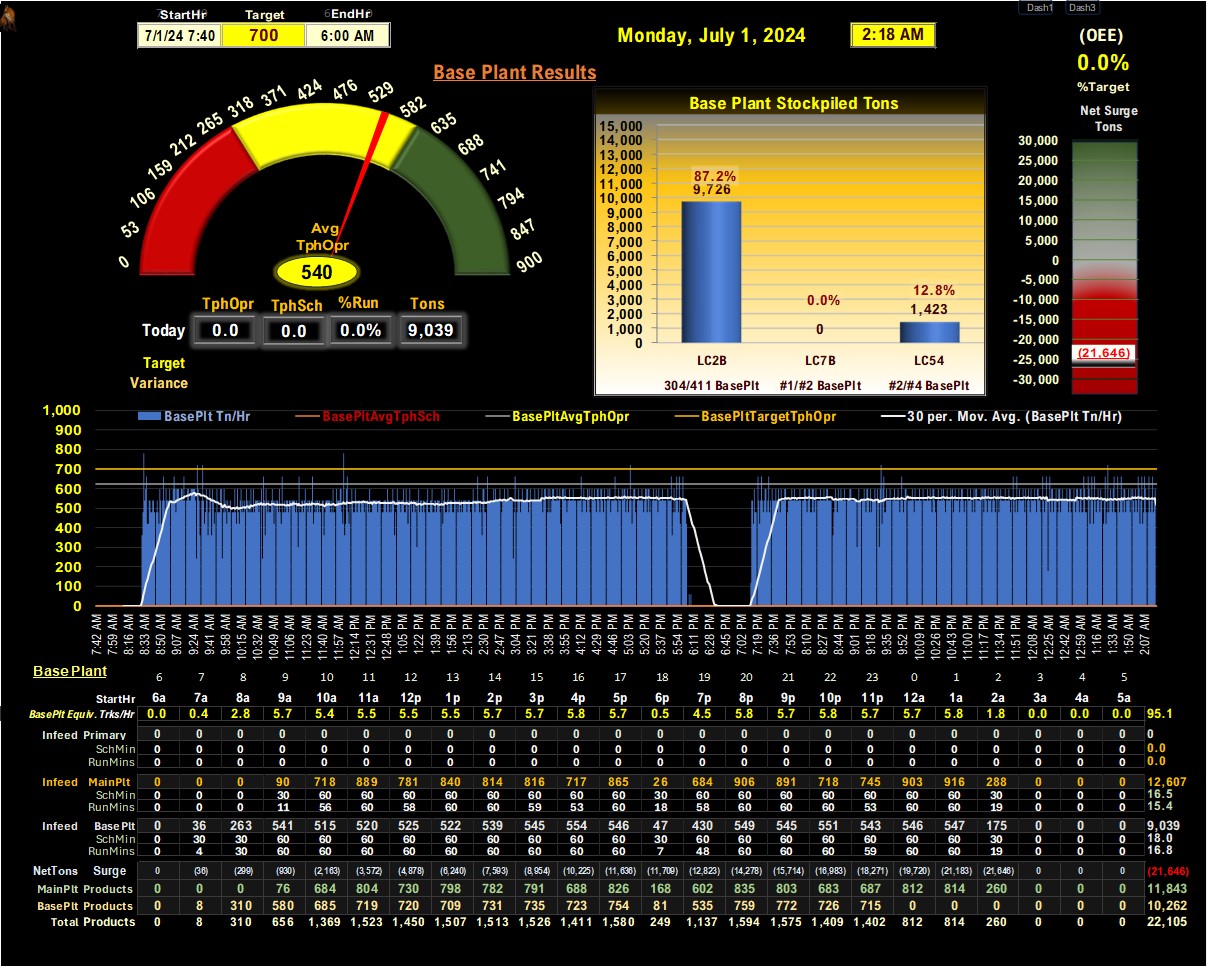 StartHr Target EndHr
7/1/24 7:40 700 6:00 AM
Monday, July 1, 2024 2:18 AM
Dash1 Dash3
(OEE)
0.0%
%Target
Net Surge
Tons
30,000
25,000
20,000
15,000
10,000
5,000
0
-5,000
-10,000
-15,000
-20,000
-25,000
-30,000
(21,646)
Base Plant Results
0 53 106 159 212 265 318 371 424 476 529 582 635 688 741 794 847 900
Avg
TphOpr
540
TphOpr TphSch %Run Tons
Today 0.0 0.0 0.0% 9,039
Target
Variance
Base Plant Stockpiled Tons
15,000
14,000
13,000
12,000
11,000
10,000
9,000
8,000
7,000
6,000
5,000
4,000
3,000
2,000
1,000
0
87.2%
9,726
0.0%
0
12.8%
1,423
LC2B LC7B LC54
304/411 BasePlt #1/#2 BasePlt #2/#4 BasePlt
BasePlt Tn/Hr BasePltAvgTphSch BasePltAvgTphOpr BasePltTargetTphOpr 30 per. Mov. Avg. (BasePlt Tn/Hr)
1,000
900
800
700
600
500
400
300
200
100
0
7:42 AM 7:59 AM 8:16 AM 8:33 AM 8:50 AM 9:07 AM 9:24 AM 9:41 AM 9:58 AM 10:15 AM 10:32 AM 10:49 AM 11:06 AM 11:23 AM 11:40 AM 11:57 AM 12:14 PM 12:31 PM 12:48 PM 1:05 PM 1:22 PM 1:39 PM 1:56 PM 2:13 PM 2:30 PM 2:47 PM 3:04 PM 3:21 PM 3:38 PM 3:55 PM 4:12 PM 4:29 PM 4:46 PM 5:03 PM 5:20 PM 5:37 PM 5:54 PM 6:11 PM 6:28 PM 6:45 PM 7:02 PM 7:19 PM 7:36 PM 7:53 PM 8:10 PM 8:27 PM 8:44 PM 9:01 PM 9:18 PM 9:35 PM 9:52 PM 10:09 PM 10:26 PM 10:43 PM 11:00 PM 11:17 PM 11:34 PM 11:51 PM 12:08 AM 12:25 AM 12:42 AM 12:59 AM 1:16 AM 1:33 AM 1:50 AM 2:07 AM
Base Plant
6 7 8 9 10 11 12 13 14 15 16 17 18 19 20 21 22 23 0 1 2 3 4 5
StartHr 6a 7a 8a 9a 10a 11a 12p 1p 2p 3p 4p 5p 6p 7p 8p 9p 10p 11p 12a 1a 2a 3a 4a 5a
BasePlt Equiv. Trks/Hr 0.0 0.4 2.8 5.7 5.4 5.5 5.5 5.5 5.7 5.7 5.8 5.7 0.5 4.5 5.8 5.7 5.8 5.7 5.7 5.8 1.8 0.0 0.0 0.0 95.1
Infeed Primary 0 0 0 0 0 0 0 0 0 0 0 0 0 0 0 0 0 0 0 0 0 0 0 0 0
SchMin 0 0 0 0 0 0 0 0 0 0 0 0 0 0 0 0 0 0 0 0 0 0 0 0 0.0
RunMins 0 0 0 0 0 0 0 0 0 0 0 0 0 0 0 0 0 0 0 0 0 0 0 0 0.0
Infeed MainPlt 0 0 0 90 718 889 781 840 814 816 717 865 26 684 906 891 718 745 903 916 288 0 0 0 12,607
SchMin 0 0 0 30 60 60 60 60 60 60 60 60 30 60 60 60 60 60 60 60 30 0 0 0 16.5
RunMins 0 0 0 11 56 60 58 60 60 59 53 60 18 58 60 60 60 53 60 60 29 0 0 0 15.4
Infeed Base Plt 0 36 263 541 515 520 525 522 539 545 554 546 47 430 549 545 551 543 546 547 175 0 0 0 9,039
SchMin 0 30 30 60 60 60 60 60 60 60 60 60 30 60 60 60 60 60 60 60 30 0 0 0 18.0
RunMins 0 4 30 60 60 60 60 60 60 60 60 60 7 48 60 60 60 59 60 60 19 0 0 0 16.8
NetTons Surge 0 (36) (299) (930) (2,163) (3,572) (4,878) (6,240) (7,593) (8,954) (10,225) (11,636) (11,709) (12,823) (14,278) (15,714) (16,983) (18,271) (19,720) (21,183) (21,646) 0 0 0 (21,646)
MainPlt Products 0 0 0 76 684 804 730 798 782 791 688 826 168 602 835 803 683 687 812 814 260 0 0 0 11,843
BasePlt Products 0 8 310 580 685 719 720 709 731 735 723 754 81 535 759 772 726 715 0 0 0 0 0 0 10,262
Total Products 0 8 310 656 1,369 1,523 1,450 1,507 1,513 1,526 1,411 1,580 249 1,137 1,594 1,575 1,409 1,402 812 814 260 0 0 0 22,105